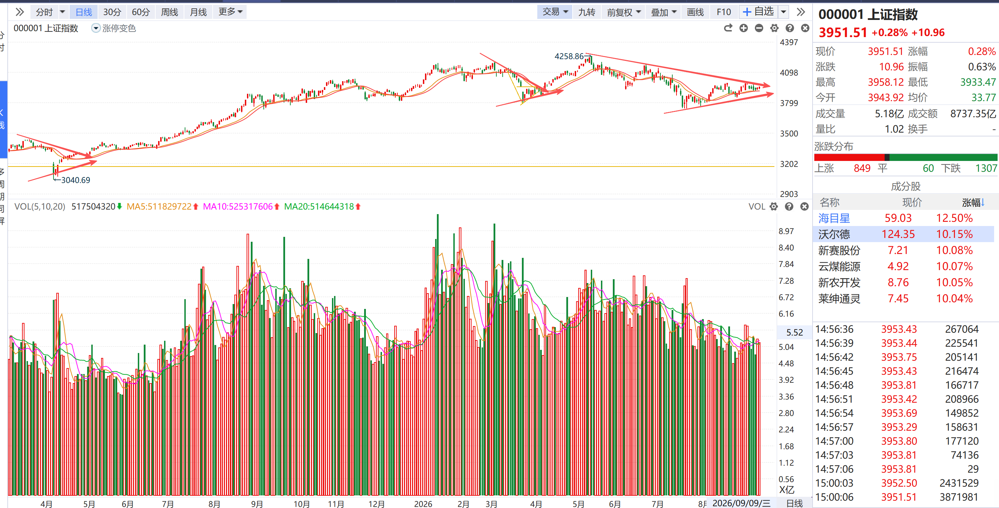 分时 日线 30分 60分 周线 月线 更多 交易 九转 前复权 叠加 画线 F10 自选
000001 上证指数 涨停变色
4397
4258.86
4098
3799
3500
3202
3040.69
2903
VOL(5,10,20) 517504320 MA5:511829722 MA10:525317606 MA20:514644318 VOL
8.97
8.40
7.84
7.28
6.72
6.16
5.52
5.04
4.48
3.92
3.36
2.80
2.24
1.68
1.12
0.56
X亿
4月 5月 6月 7月 8月 9月 10月 11月 12月 2026 2月 3月 4月 5月 6月 7月 2026/09/09/三 日线
000001 上证指数
3951.51 +0.28% +10.96
现价 3951.51 涨幅 0.28%
涨跌 10.96 振幅 0.63%
最高 3958.12 最低 3933.47
今开 3943.92 均价 33.77
成交量 5.18亿 成交额 8737.35亿
量比 1.02 换手 -
涨跌分布
上涨 849 平 60 下跌 1307
成分股
名称 现价 涨幅↓
海目星 59.03 12.50%
沃尔德 124.35 10.15%
新赛股份 7.21 10.08%
云煤能源 4.92 10.07%
新农开发 8.76 10.05%
莱绅通灵 7.45 10.04%
14:56:36 3953.43 267064
14:56:39 3953.44 225541
14:56:42 3953.75 205141
14:56:45 3953.43 216474
14:56:48 3953.81 166717
14:56:51 3953.42 208966
14:56:54 3953.69 149852
14:56:57 3953.29 158631
14:57:00 3953.80 177120
14:57:03 3953.81 74136
14:57:06 3953.81 29
15:00:03 3952.50 2431529
15:00:06 3951.51 3871981